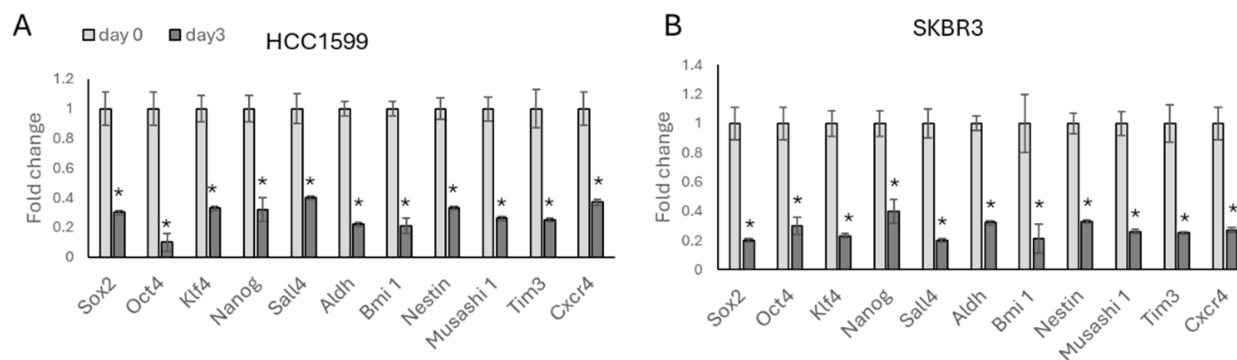 A
day 0 day3
HCC1599
Fold change
1.2
1
0.8
0.6
0.4
0.2
0
* * * * * * * * * * *
Sox2 Oct4 Klf4 Nanog Sall4 Aldh Bmi 1 Nestin Musashi 1 Tim3 Cxcr4
B
SKBR3
Fold change
1.4
1.2
1
0.8
0.6
0.4
0.2
0
* * * * * * * * * * *
Sox2 Oct4 Klf4 Nanog Sall4 Aldh Bmi 1 Nestin Musashi 1 Tim3 Cxcr4